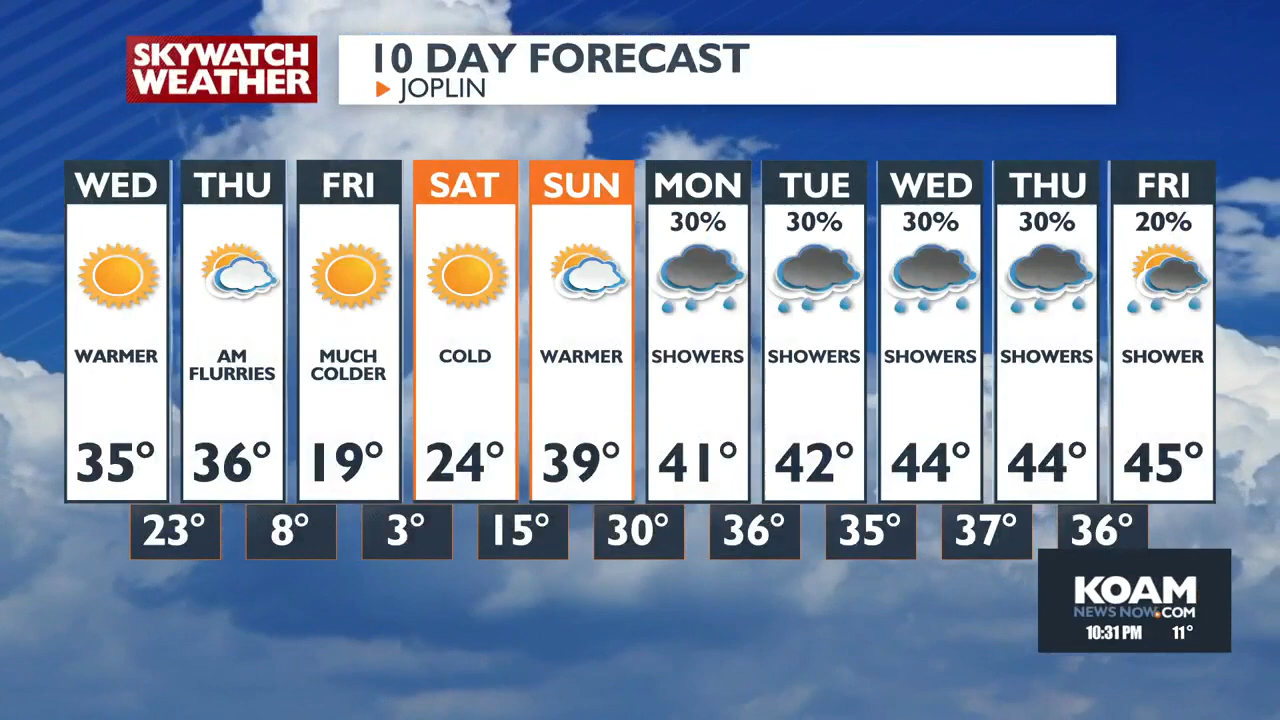 SKYWATCH
WEATHER
10 DAY FORECAST
JOPLIN
WED THU FRI SAT SUN MON TUE WED THU FRI
30% 30% 30% 30% 20%
WARMER AM FLURRIES MUCH COLDER COLD WARMER SHOWERS SHOWERS SHOWERS SHOWERS SHOWER
35° 36° 19° 24° 39° 41° 42° 44° 44° 45°
23° 8° 3° 15° 30° 36° 35° 37° 36°
KOAM
NEWS NOW.COM
10:31 PM 11°